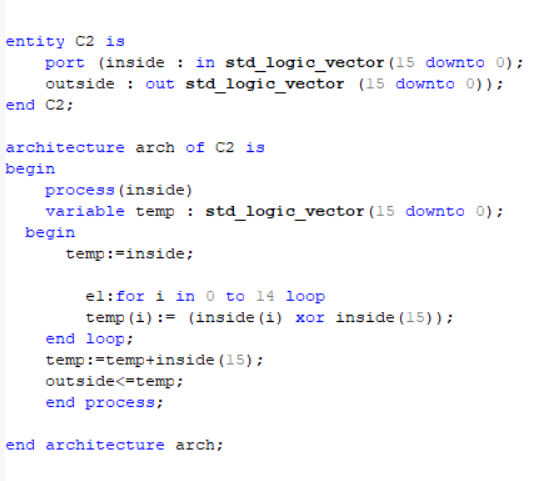 entity C2 is
port (inside : in std_logic_vector(15 downto 0);
outside : out std_logic_vector (15 downto 0));
end C2;
architecture arch of C2 is
begin
process(inside)
variable temp : std_logic_vector(15 downto 0);
begin
temp:=inside;
el:for i in 0 to 14 loop
temp(i):= (inside(i) xor inside(15));
end loop;
temp:=temp+inside(15);
outside<=temp;
end process;
end architecture arch;